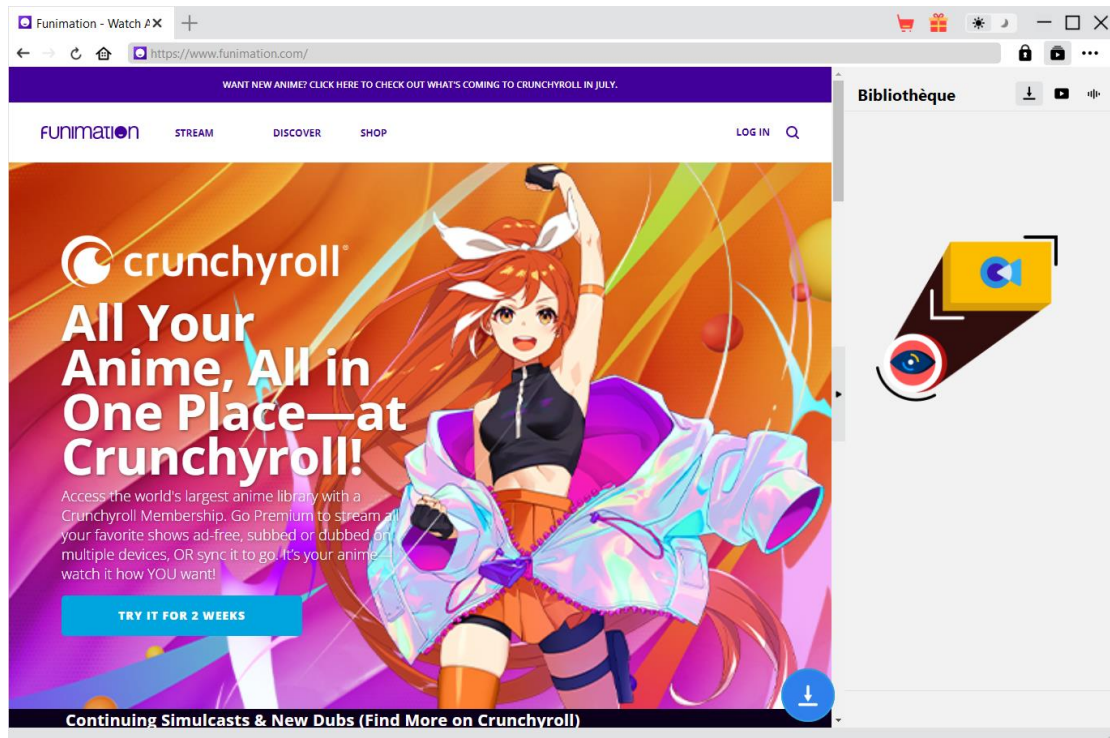 Funimation - Watch A
https://www.funimation.com/
WANT NEW ANIME? CLICK HERE TO CHECK OUT WHAT'S COMING TO CRUNCHYROLL IN JULY.
Bibliothèque
FUNIMATION STREAM DISCOVER SHOP LOG IN
crunchyroll
All Your
Anime, All in
One Place—at
Crunchyroll!
Access the world's largest anime library with a
Crunchyroll Membership. Go Premium to stream all
your favorite shows ad-free, subbed or dubbed on
multiple devices, OR sync it to go. It's your anime—
watch it how YOU want!
TRY IT FOR 2 WEEKS
Continuing Simulcasts & New Dubs (Find More on Crunchyroll)